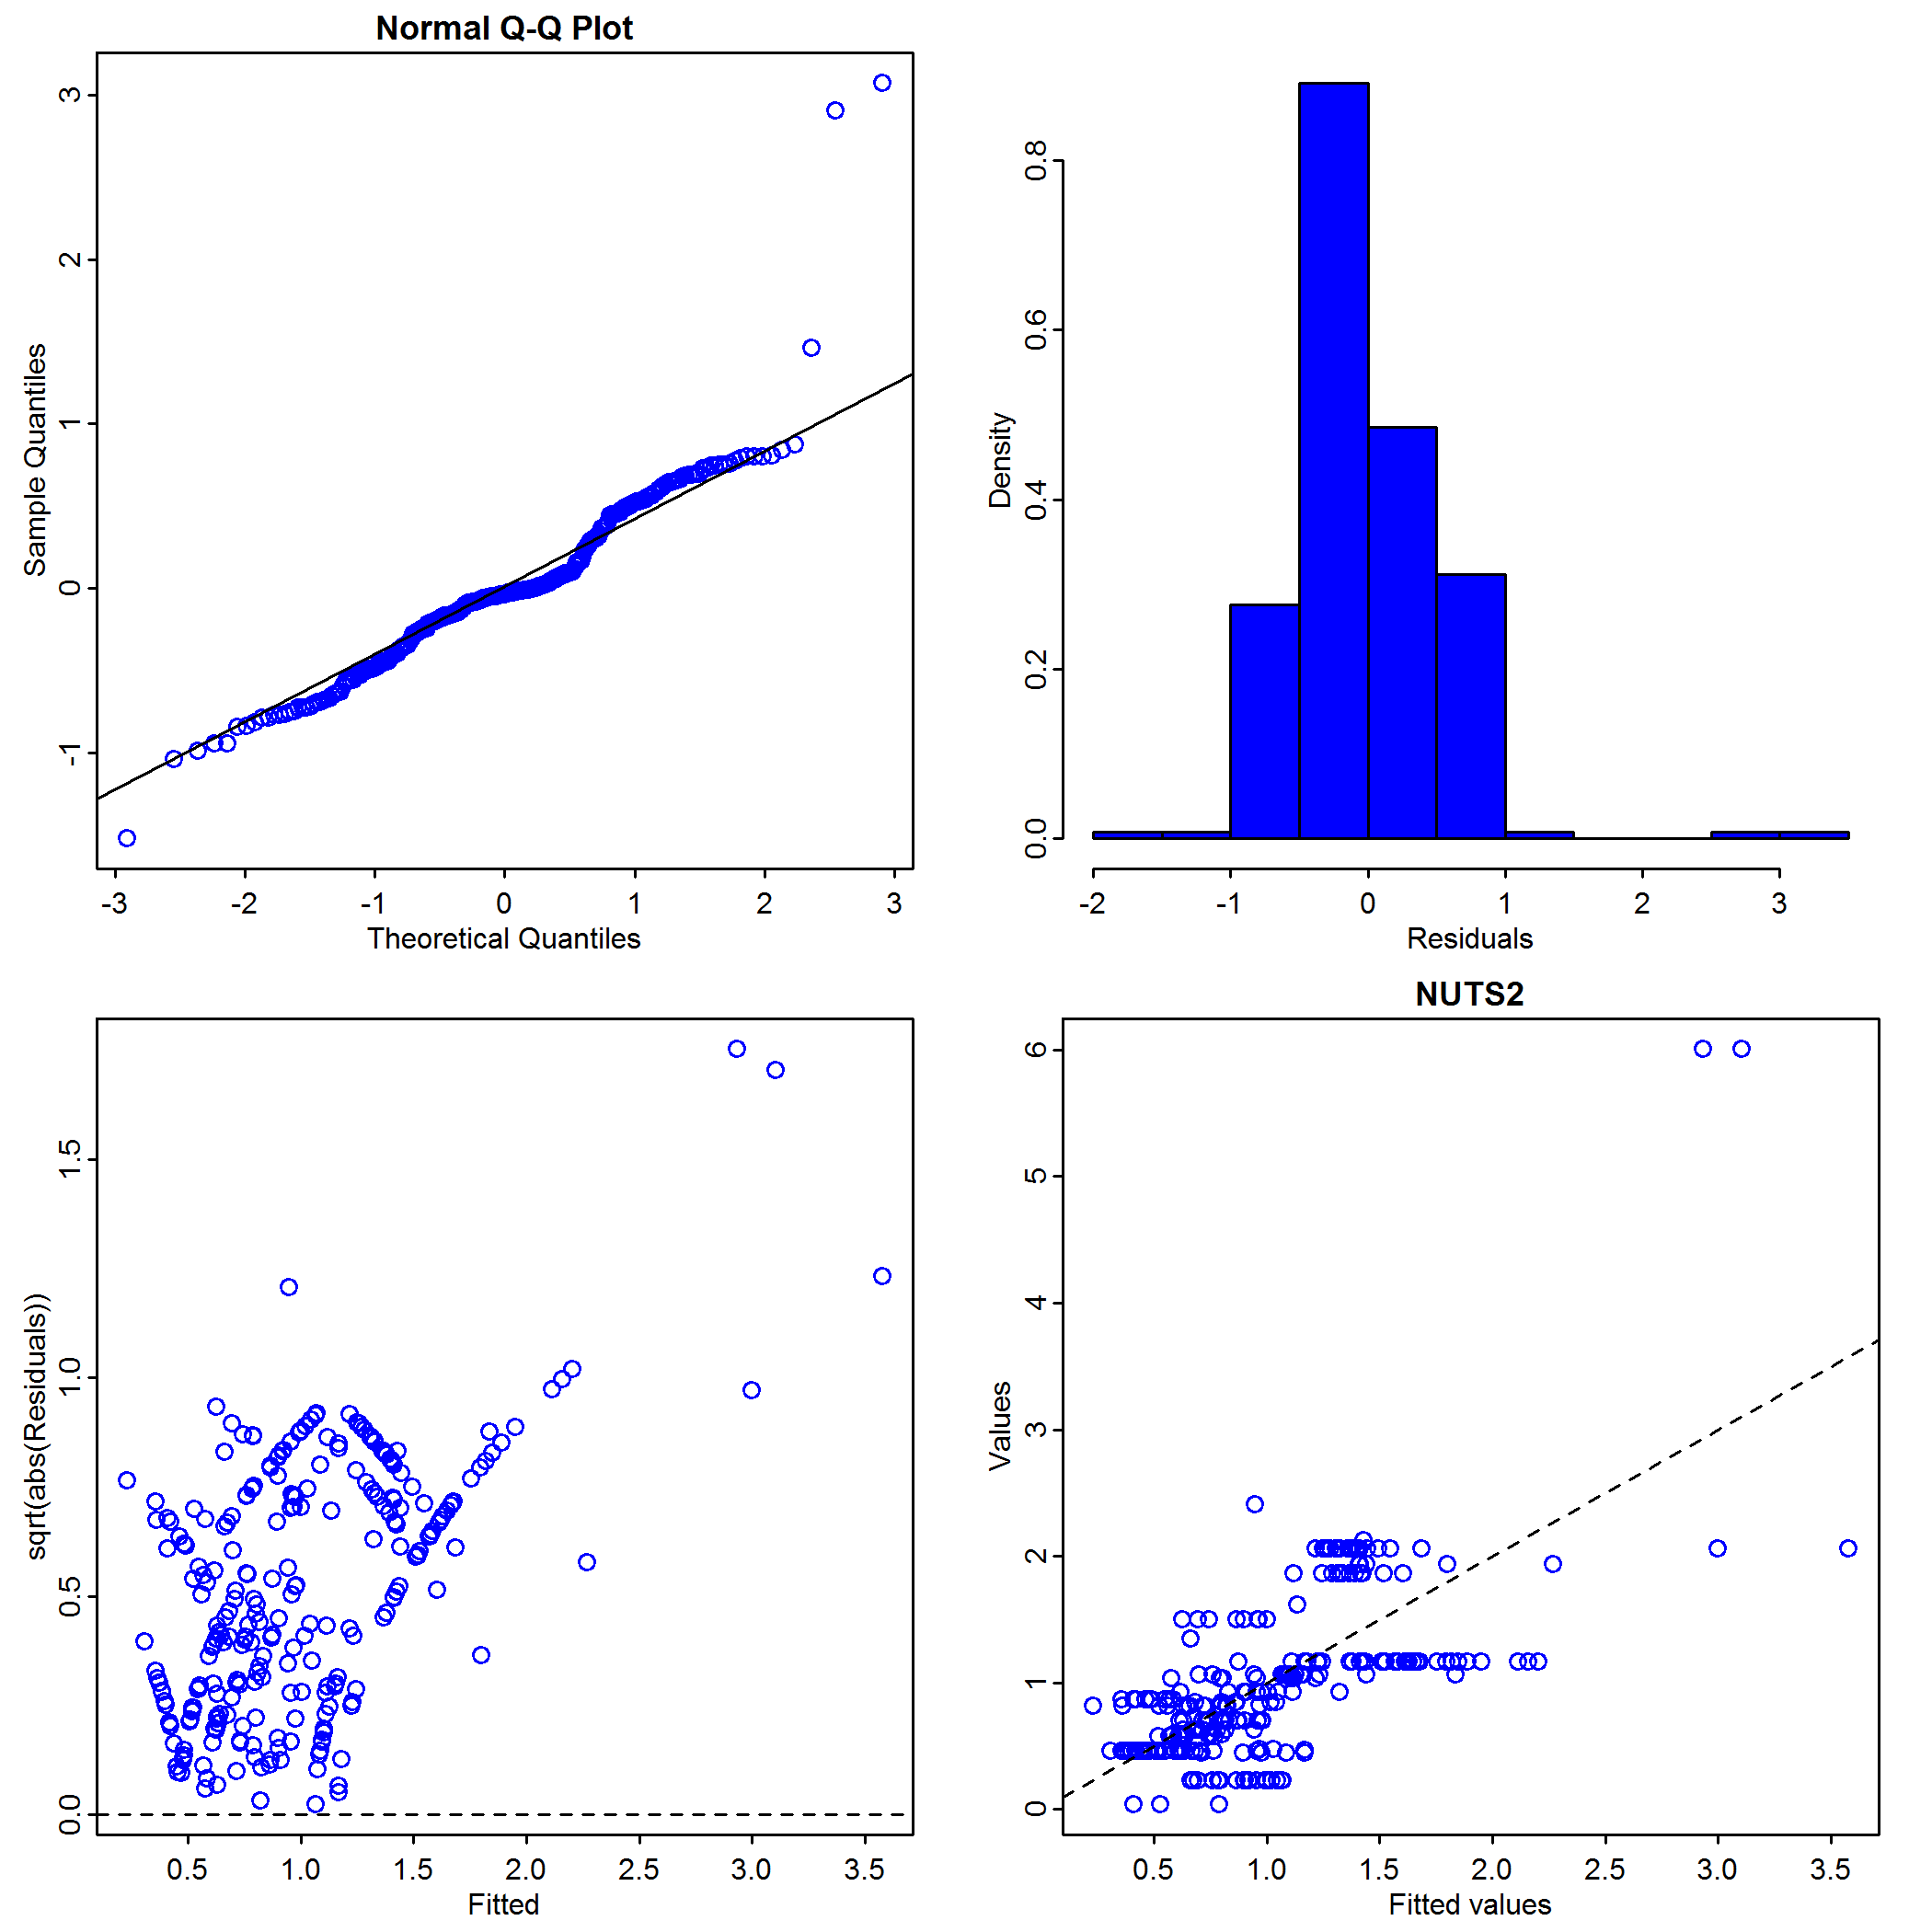 Normal Q-Q Plot
Sample Quantiles
3
2
1
0
-1
-3 -2 -1 0 1 2 3
Theoretical Quantiles
Density
0.8
0.6
0.4
0.2
0.0
-2 -1 0 1 2 3
Residuals
sqrt(abs(Residuals))
1.5
1.0
0.5
0.0
0.5 1.0 1.5 2.0 2.5 3.0 3.5
Fitted
NUTS2
Values
6
5
4
3
2
1
0
0.5 1.0 1.5 2.0 2.5 3.0 3.5
Fitted values